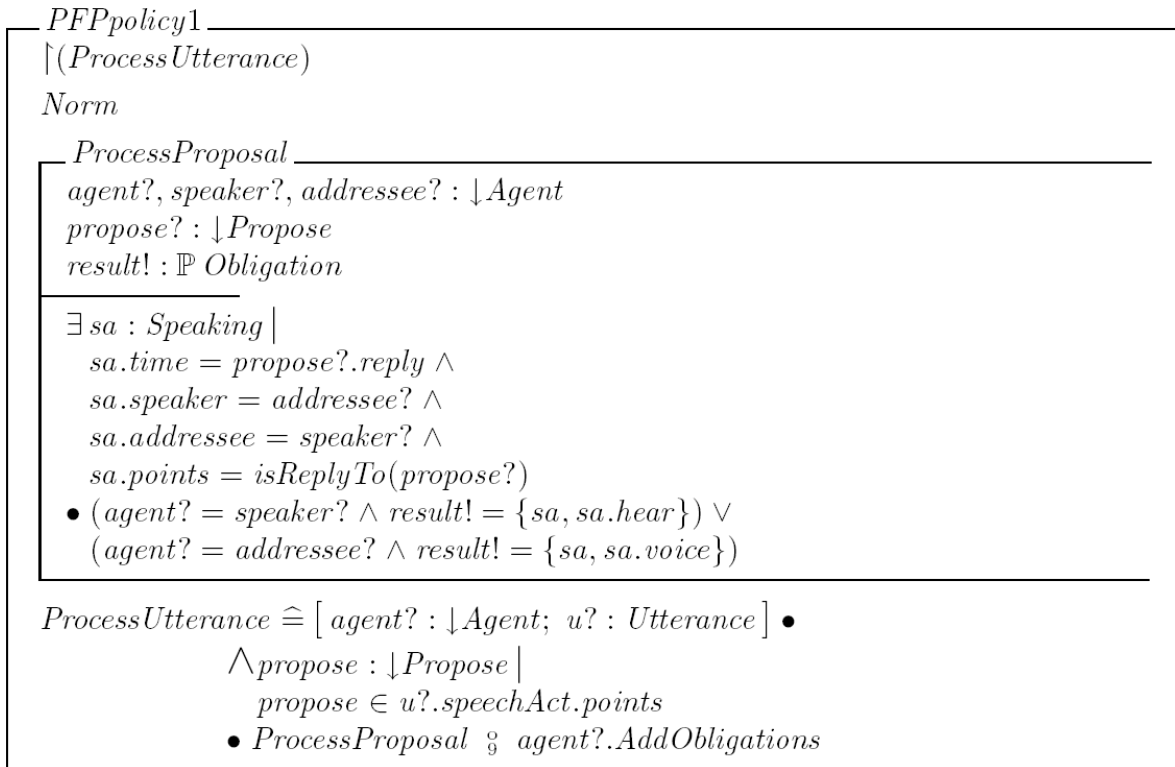 PFPpolicy1
↾(ProcessUtterance)
Norm
ProcessProposal
agent?, speaker?, addressee? : ↓Agent
propose? : ↓Propose
result! : ℙ Obligation
∃ sa : Speaking |
sa.time = propose?.reply ∧
sa.speaker = addressee? ∧
sa.addressee = speaker? ∧
sa.points = isReplyTo(propose?)
• (agent? = speaker? ∧ result! = {sa, sa.hear}) ∨
(agent? = addressee? ∧ result! = {sa, sa.voice})
ProcessUtterance ≙ [ agent? : ↓Agent; u? : Utterance ] •
⋀ propose : ↓Propose |
propose ∈ u?.speechAct.points
• ProcessProposal ⨟ agent?.AddObligations